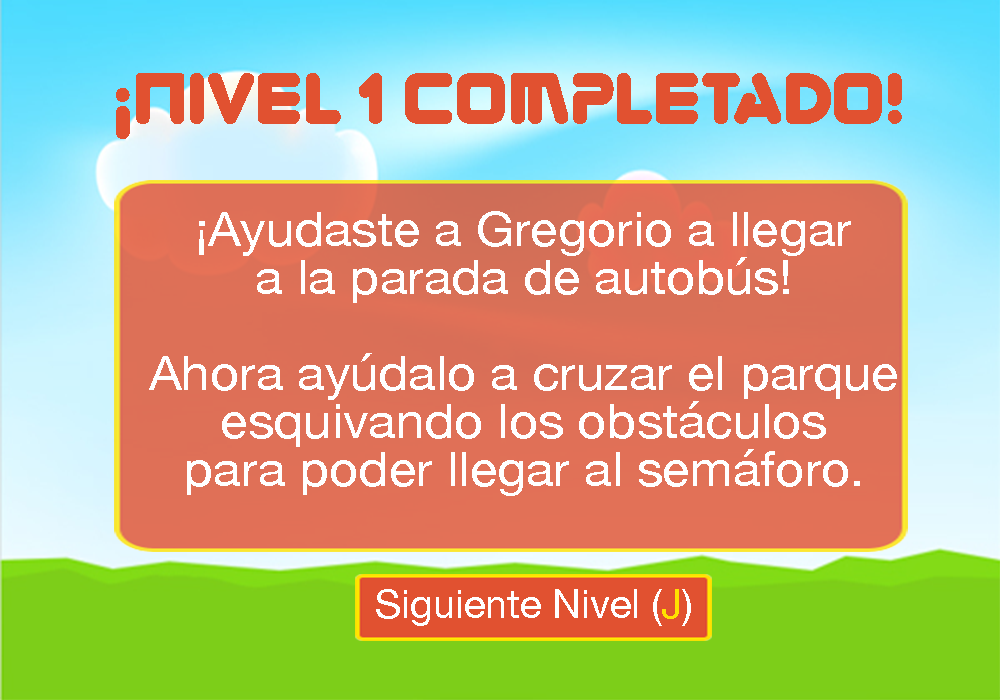 ¡NIVEL 1 COMPLETADO!
¡Ayudaste a Gregorio a llegar
a la parada de autobús!
Ahora ayúdalo a cruzar el parque
esquivando los obstáculos
para poder llegar al semáforo.
Siguiente Nivel (J)